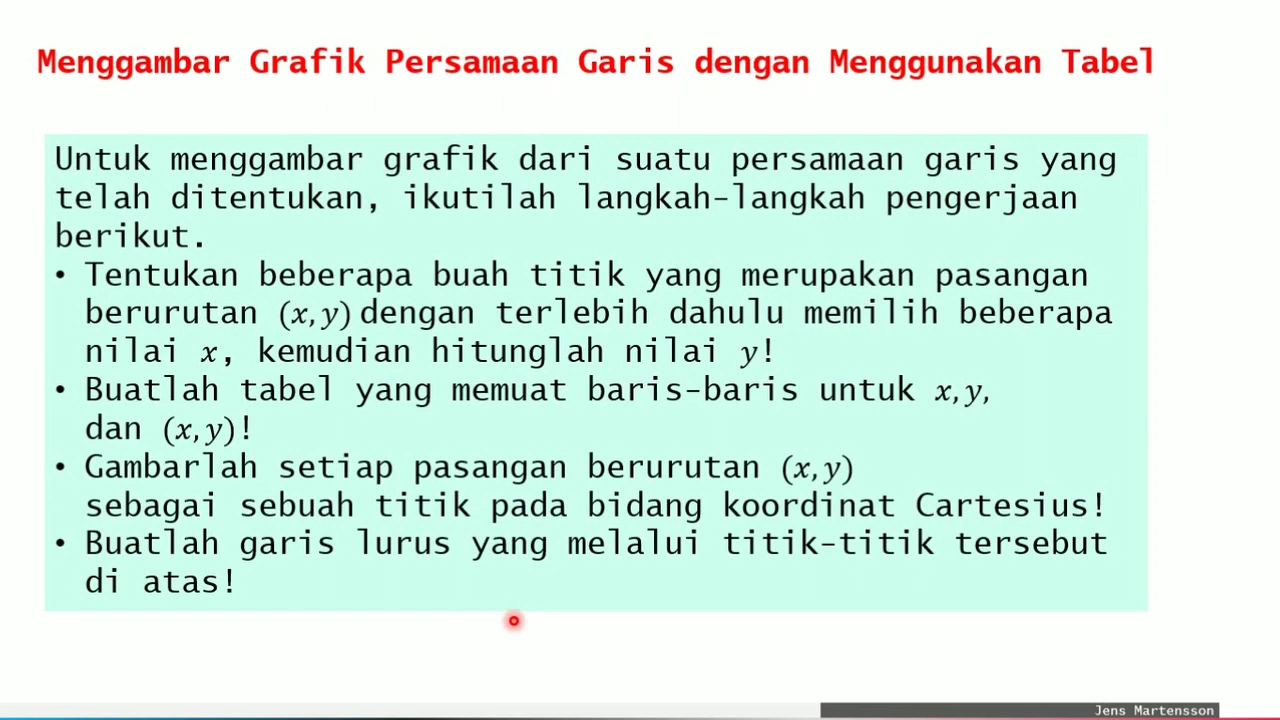 Menggambar Grafik Persamaan Garis dengan Menggunakan Tabel
Untuk menggambar grafik dari suatu persamaan garis yang
telah ditentukan, ikutilah langkah-langkah pengerjaan
berikut.
• Tentukan beberapa buah titik yang merupakan pasangan
berurutan (x, y) dengan terlebih dahulu memilih beberapa
nilai x, kemudian hitunglah nilai y!
• Buatlah tabel yang memuat baris-baris untuk x, y,
dan (x, y)!
• Gambarlah setiap pasangan berurutan (x, y)
sebagai sebuah titik pada bidang koordinat Cartesius!
• Buatlah garis lurus yang melalui titik-titik tersebut
di atas!
Jens Martensson